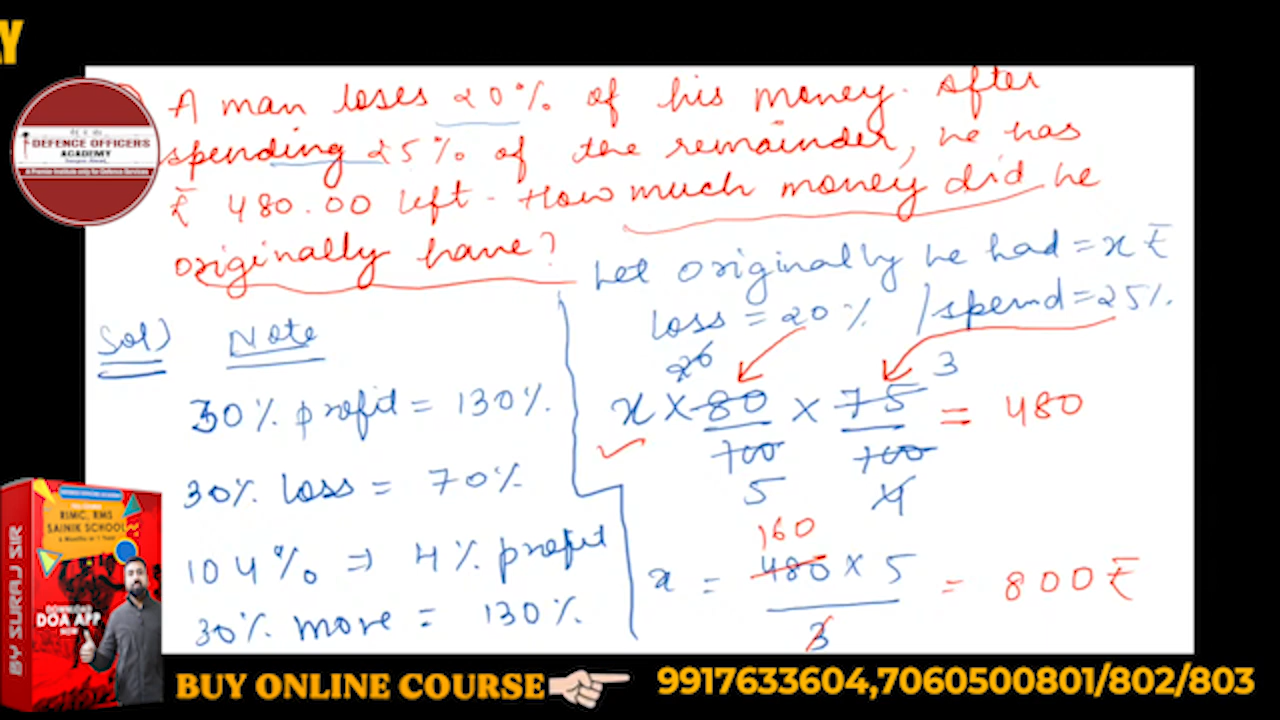 AY
DEFENCE OFFICERS
ACADEMY
A man loses 20% of his money. After
spending 25% of the remainder, he has
₹ 480.00 left. How much money did he
originally have?
Let originally he had = x ₹
loss = 20% / spend = 25%
Sol) Note
30% profit = 130%
30% loss = 70%
104% ⇒ 4% profit
30% more = 130%
20 3
x × 80 × 75 = 480
100 100
5 4
160
x = 480 × 5 = 800 ₹
3
RIMC, RMS
SAINIK SCHOOL
DOWNLOAD
DOA APP
NOW
BY SURAJ SIR
BUY ONLINE COURSE
9917633604,7060500801/802/803